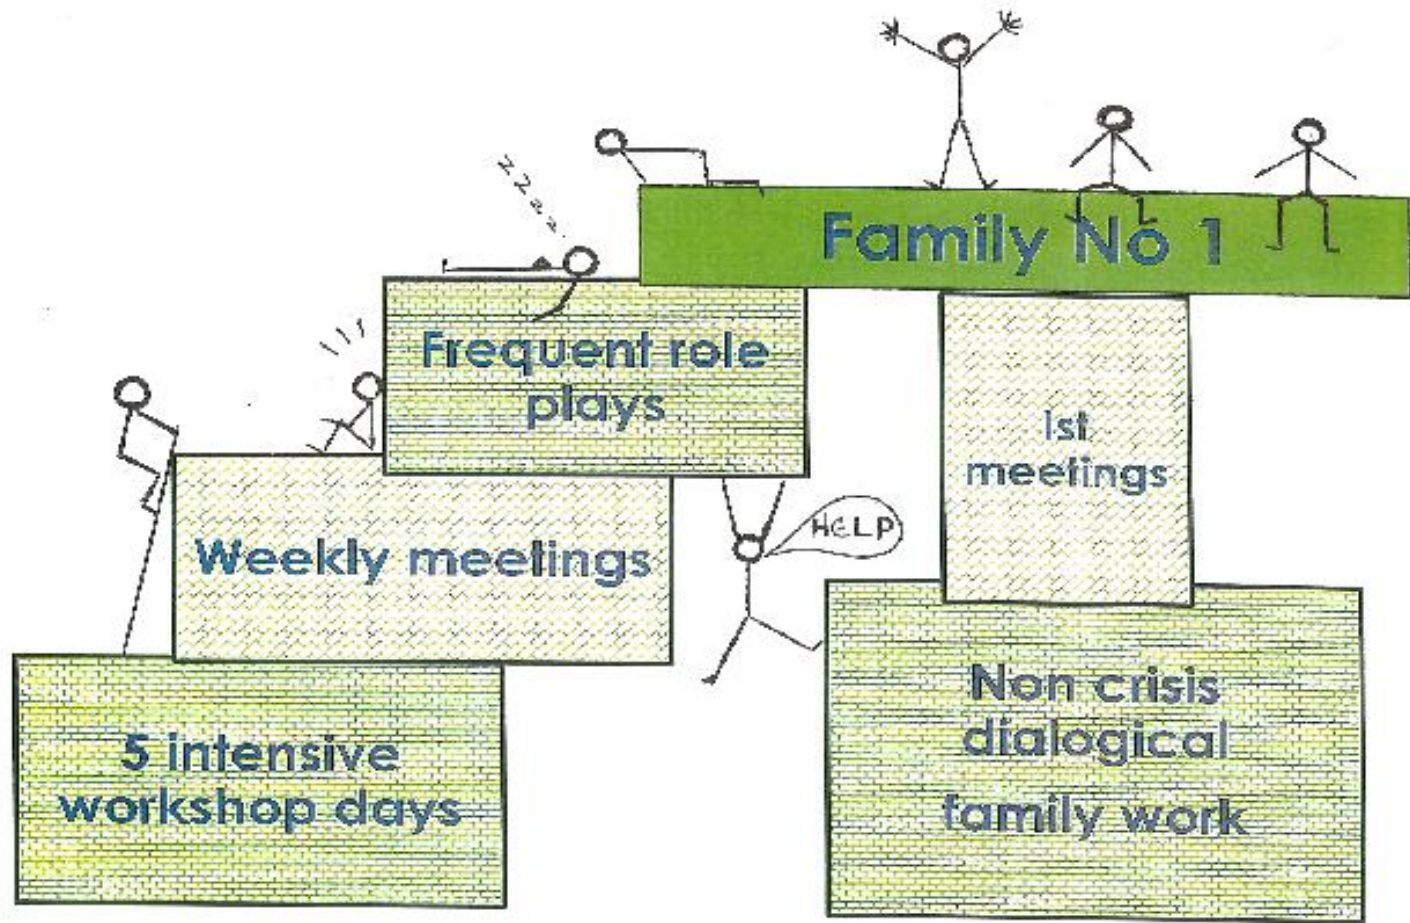 zzzz
Family No 1
Frequent role
plays
1st
meetings
HELP
Weekly meetings
5 intensive
workshop days
Non crisis
dialogical
family work